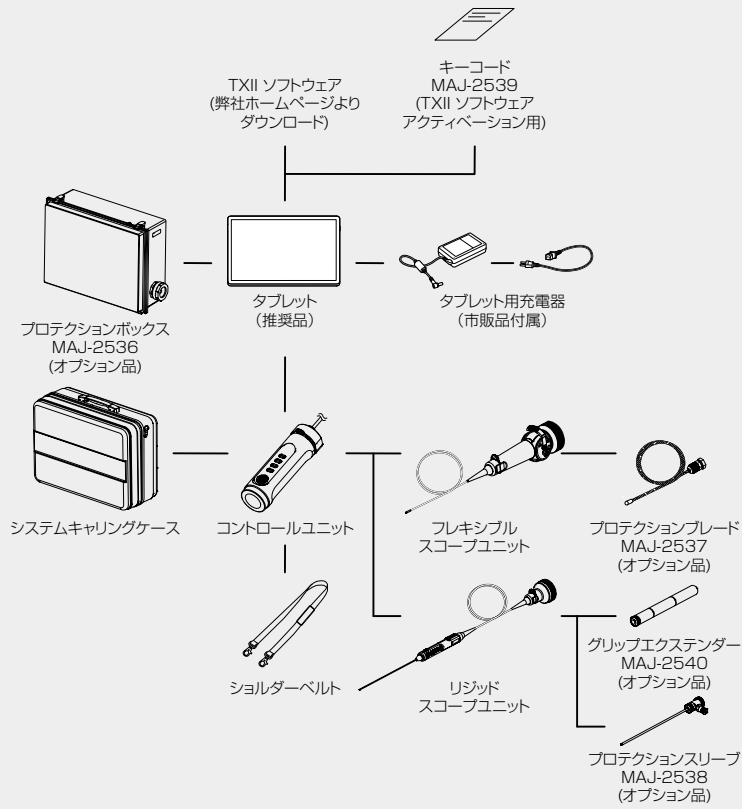 キーコード
MAJ-2539
(TXII ソフトウェア
アクティベーション用)
TXII ソフトウェア
(弊社ホームページより
ダウンロード)
プロテクションボックス
MAJ-2536
(オプション品)
タブレット
(推奨品)
タブレット用充電器
(市販品付属)
システムキャリングケース
コントロールユニット
フレキシブル
スコープユニット
プロテクションブレード
MAJ-2537
(オプション品)
ショルダーベルト
リジッド
スコープユニット
グリップエクステンダー
MAJ-2540
(オプション品)
プロテクションスリーブ
MAJ-2538
(オプション品)